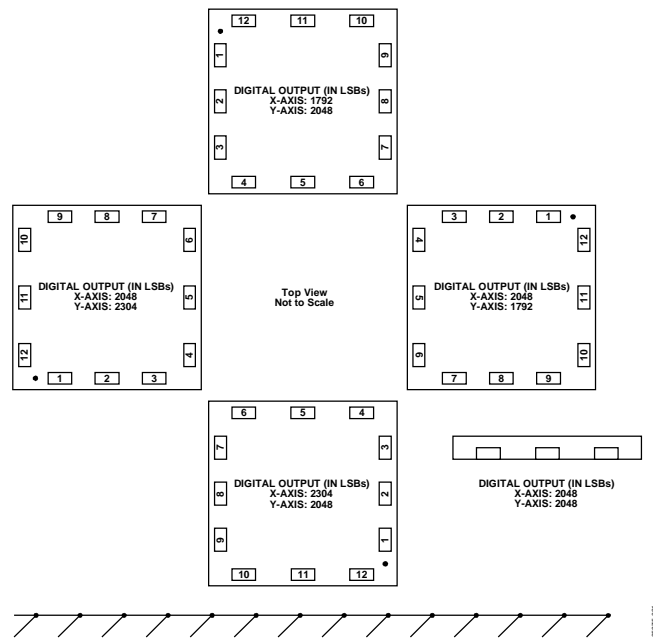 12 11 10
1 9
DIGITAL OUTPUT (IN LSBs)
2 X-AXIS: 1792 8
Y-AXIS: 2048
3 7
4 5 6
9 8 7
10 6
DIGITAL OUTPUT (IN LSBs)
11 X-AXIS: 2048 5
Y-AXIS: 2304
12 4
1 2 3
Top View
Not to Scale
3 2 1
4 12
DIGITAL OUTPUT (IN LSBs)
5 X-AXIS: 2048 11
Y-AXIS: 1792
6 10
7 8 9
6 5 4
7 3
DIGITAL OUTPUT (IN LSBs)
8 X-AXIS: 2304 2
Y-AXIS: 2048
9 1
10 11 12
DIGITAL OUTPUT (IN LSBs)
X-AXIS: 2048
Y-AXIS: 2048